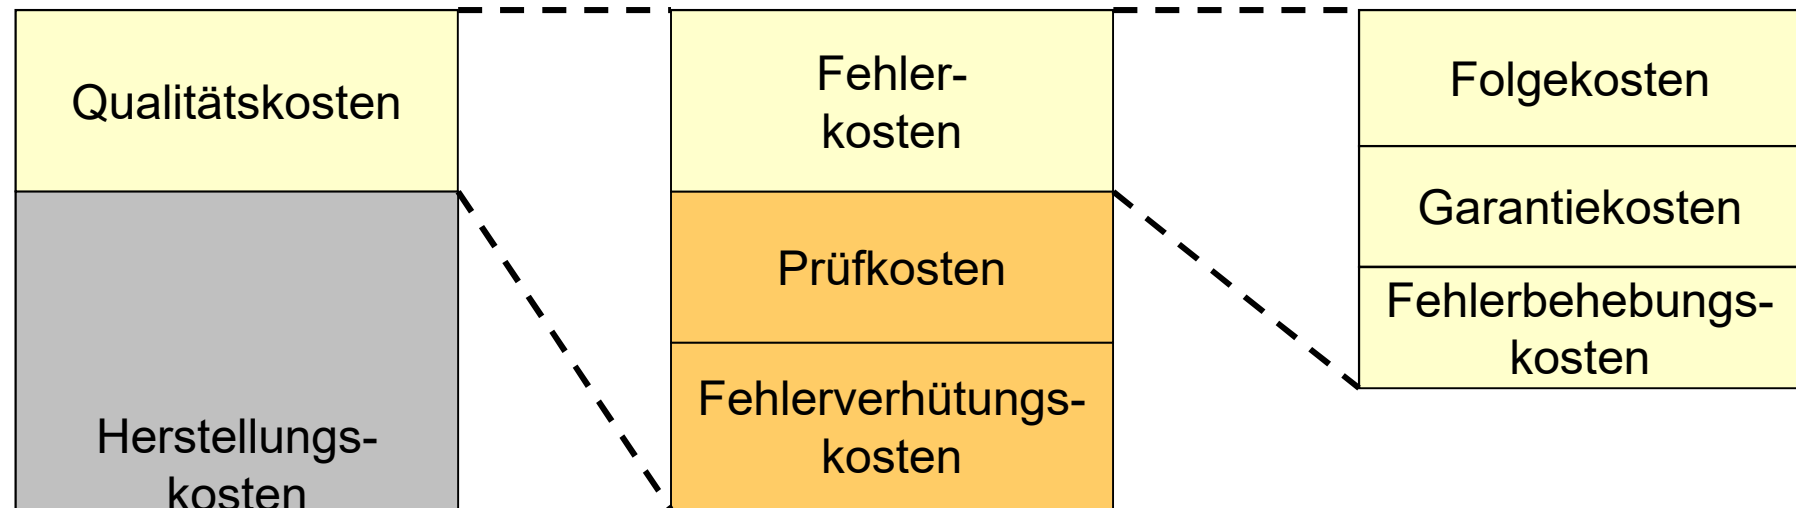 Qualitätskosten
Herstellungs-
kosten
Fehler-
kosten
Prüfkosten
Fehlerverhütungs-
kosten
Folgekosten
Garantiekosten
Fehlerbehebungs-
kosten